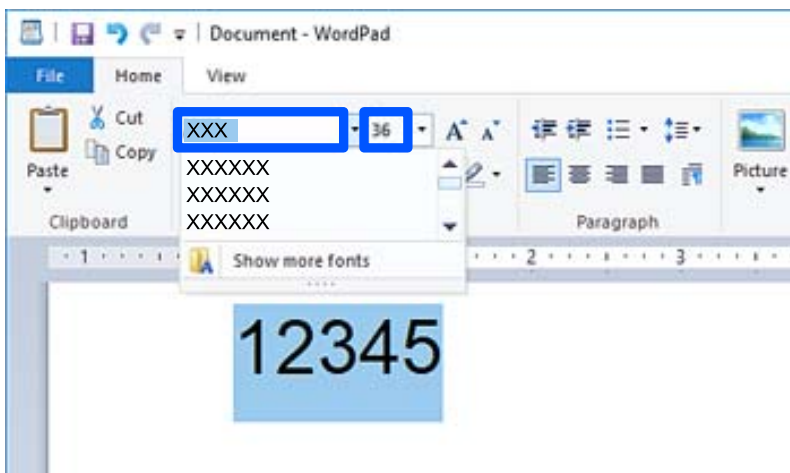 Document - WordPad
File Home View
Cut
XXX 36 A A
Copy
XXXXXX
Paste
Picture
XXXXXX
Clipboard XXXXXX Paragraph
1 2 3
Show more fonts
12345